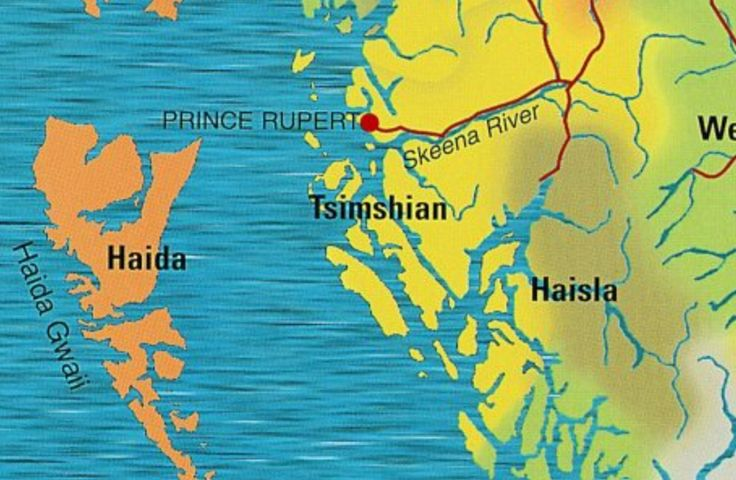 PRINCE RUPERT
Skeena River
We
Tsimshian
Haida
Haisla
Haida Gwaii